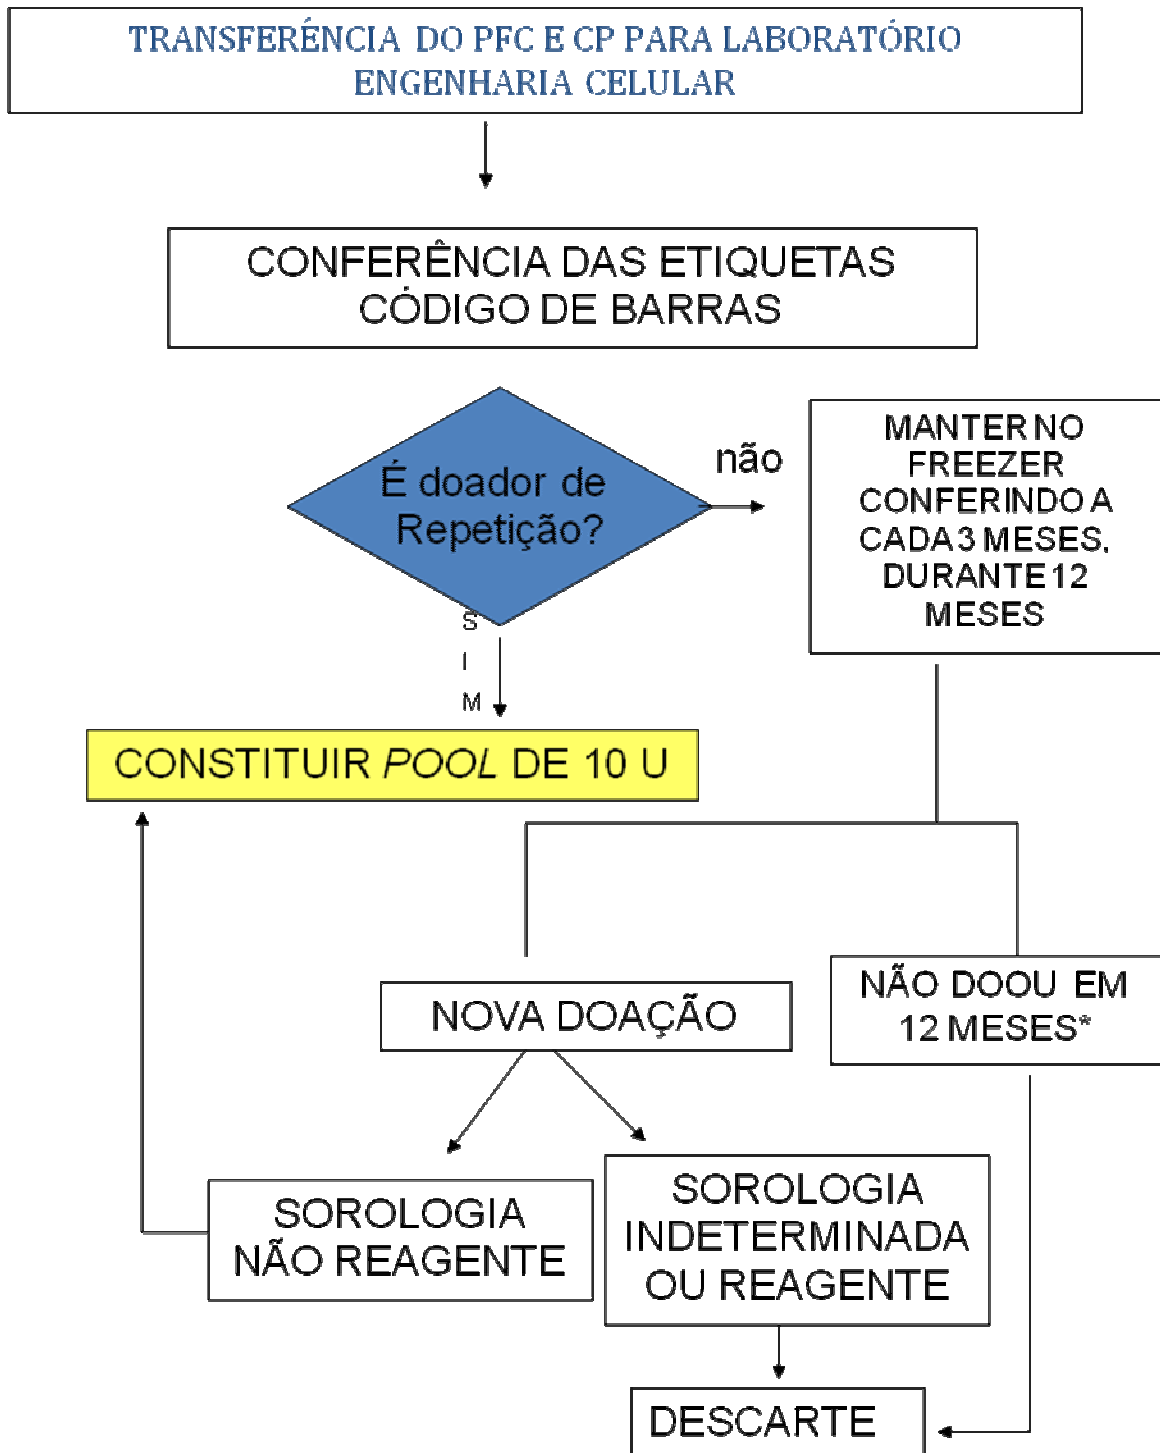 TRANSFERÊNCIA DO PFC E CP PARA LABORATÓRIO
ENGENHARIA CELULAR
CONFERÊNCIA DAS ETIQUETAS
CÓDIGO DE BARRAS
É doador de
Repetição?
não
MANTER NO
FREEZER
CONFERINDO A
CADA 3 MESES,
DURANTE 12
MESES
S
I
M
CONSTITUIR POOL DE 10 U
NOVA DOAÇÃO
NÃO DOOU EM
12 MESES*
SOROLOGIA
NÃO REAGENTE
SOROLOGIA
INDETERMINADA
OU REAGENTE
DESCARTE